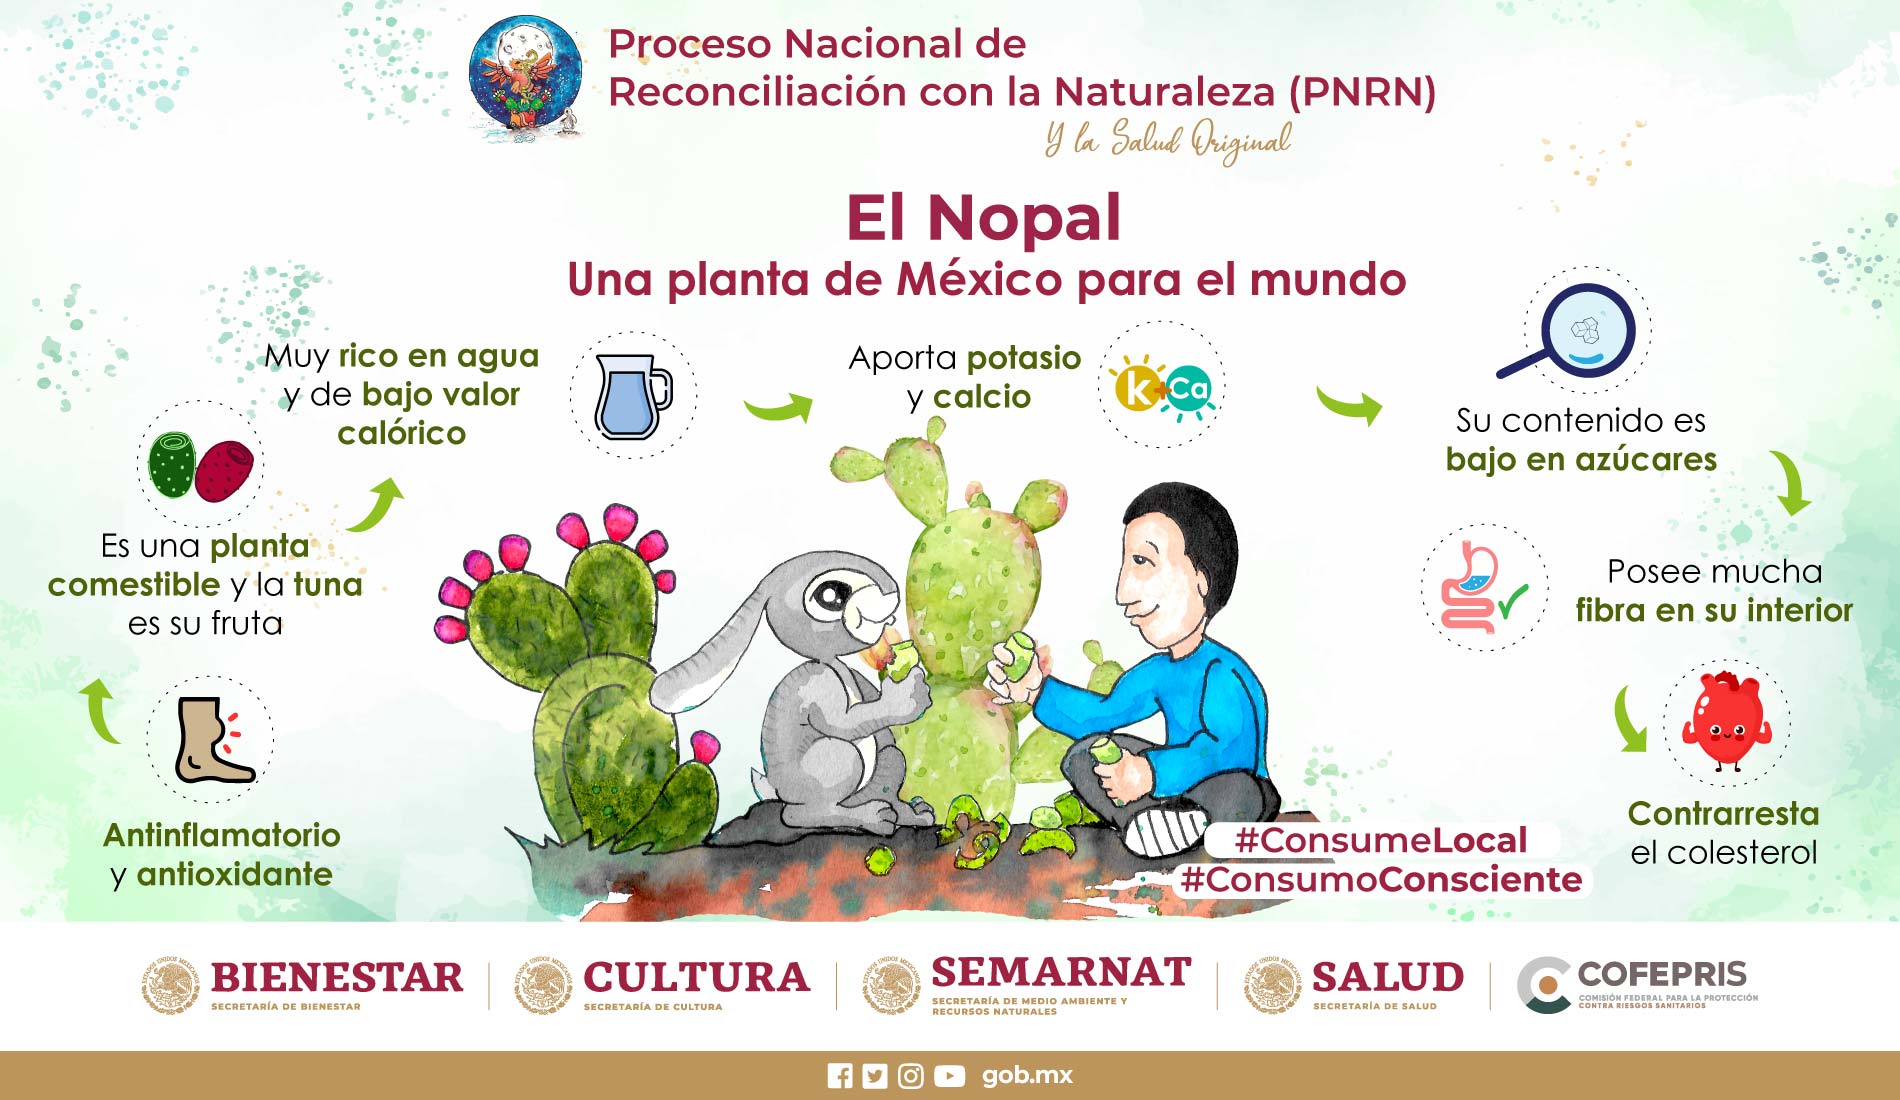 Proceso Nacional de
Reconciliación con la Naturaleza (PNRN)
Y la Salud Original
El Nopal
Una planta de México para el mundo
Antinflamatorio
y antioxidante
Es una planta
comestible y la tuna
es su fruta
Muy rico en agua
y de bajo valor
calórico
Aporta potasio
y calcio
k+Ca
Su contenido es
bajo en azúcares
Posee mucha
fibra en su interior
Contrarresta
el colesterol
#ConsumeLocal
#ConsumoConsciente
BIENESTAR
SECRETARÍA DE BIENESTAR
CULTURA
SECRETARÍA DE CULTURA
SEMARNAT
SECRETARÍA DE MEDIO AMBIENTE Y
RECURSOS NATURALES
SALUD
SECRETARÍA DE SALUD
COFEPRIS
COMISIÓN FEDERAL PARA LA PROTECCIÓN
CONTRA RIESGOS SANITARIOS
gob.mx